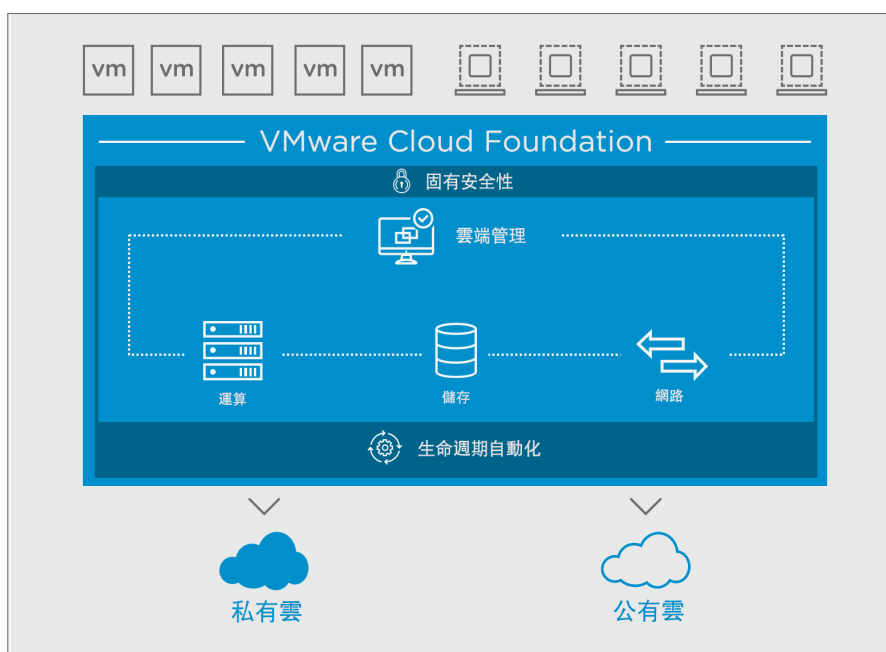 vm vm vm vm vm
VMware Cloud Foundation
固有安全性
雲端管理
運算 儲存 網路
生命週期自動化
私有雲 公有雲